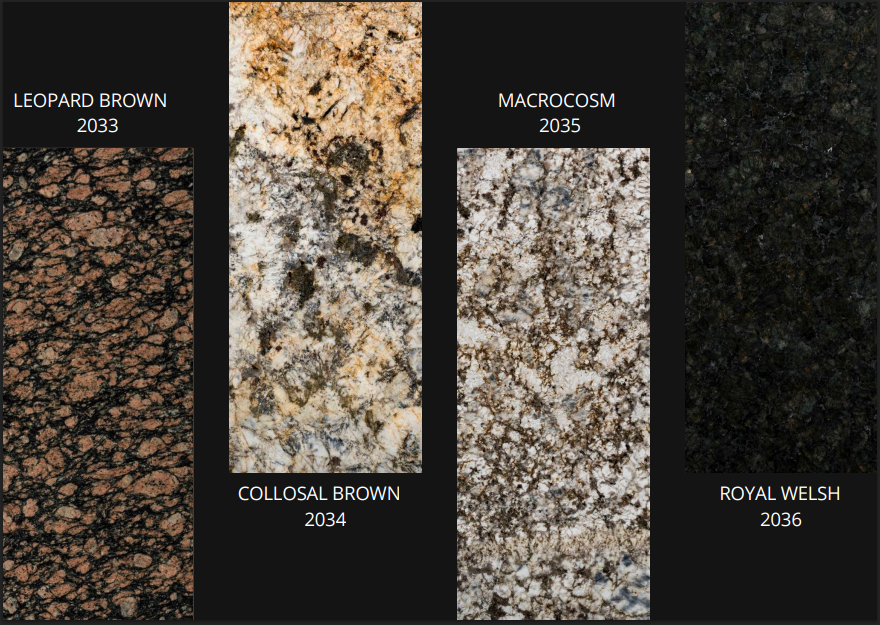 LEOPARD BROWN
2033
COLLOSAL BROWN
2034
MACROCOSM
2035
ROYAL WELSH
2036